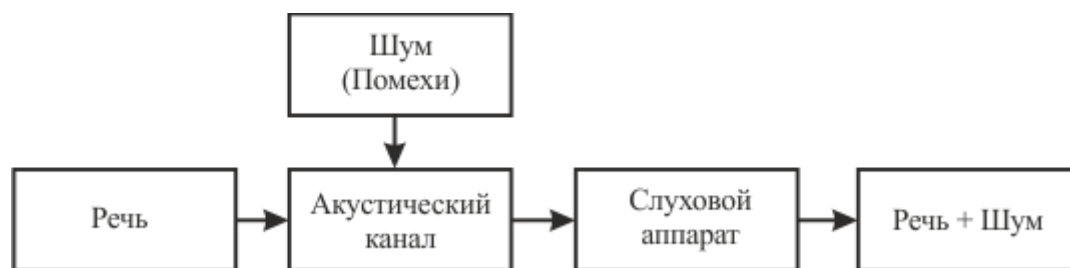 Шум
(Помехи)
Речь
Акустический
канал
Слуховой
аппарат
Речь + Шум